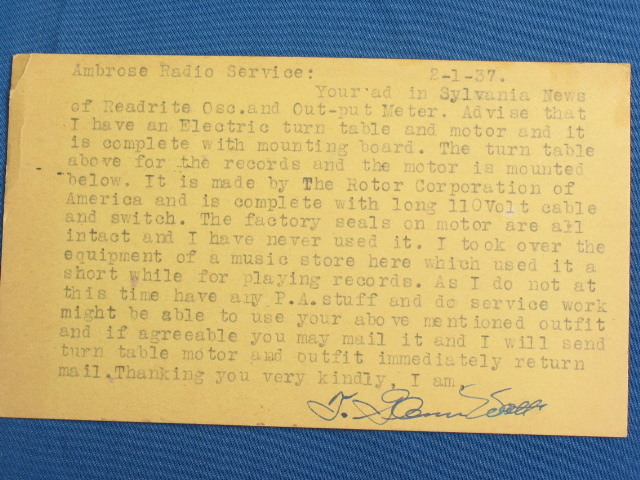 Ambrose Radio Service: 2-1-37.
Your ad in Sylvania News
of Readrite Osc.and Out-put Meter. Advise that
I have an Electric turn table and motor and it
is complete with mounting board. The turn table
above for the records and the motor is mounted
below. It is made by The Rotor Corporation of
America and is complete with long 110Volt cable
and switch. The factory seals on motor are all
intact and I have never used it. I took over the
equipment of a music store here which used it a
short while for playing records. As I do not at
this time have any P.A.stuff and do service work
might be able to use your above mentioned outfit
and if agreeable you may mail it and I will send
turn table motor and outfit immediately return
mail.Thanking you very kindly, I am,
T.